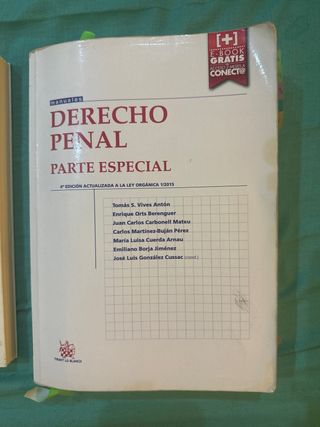 [+]
E-BOOK
GRATIS
CONECT@
manuales
DERECHO
PENAL
PARTE ESPECIAL
4ª EDICIÓN ACTUALIZADA A LA LEY ORGÁNICA 1/2015
Tomás S. Vives Antón
Enrique Orts Berenguer
Juan Carlos Carbonell Mateu
Carlos Martínez-Buján Pérez
María Luisa Cuerda Arnau
Emiliano Borja Jiménez
José Luis González Cussac (coord.)
TIRANT LO BLANCH